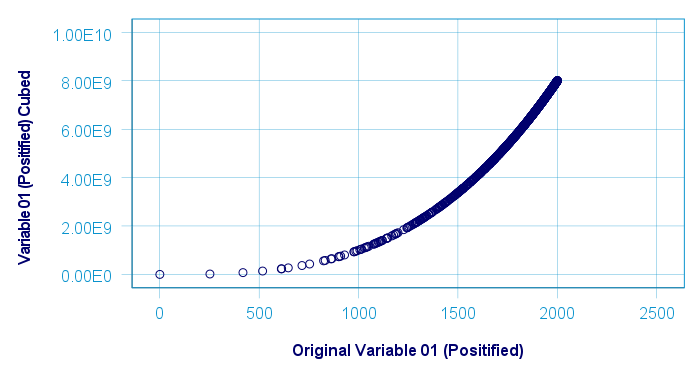 1.00E10
8.00E9
6.00E9
4.00E9
2.00E9
0.00E0
Variable 01 (Positified) Cubed
0 500 1000 1500 2000 2500
Original Variable 01 (Positified)